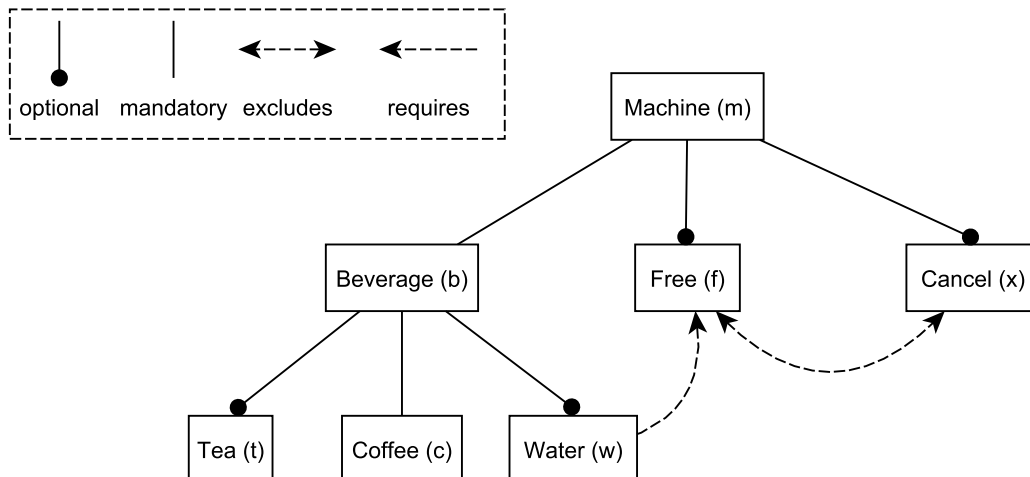 optional mandatory excludes requires
Machine (m)
Beverage (b) Free (f) Cancel (x)
Tea (t) Coffee (c) Water (w)